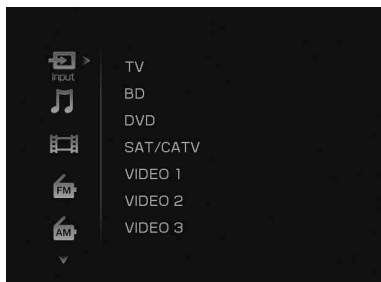 input
TV
BD
DVD
SAT/CATV
VIDEO 1
VIDEO 2
VIDEO 3
FM
AM